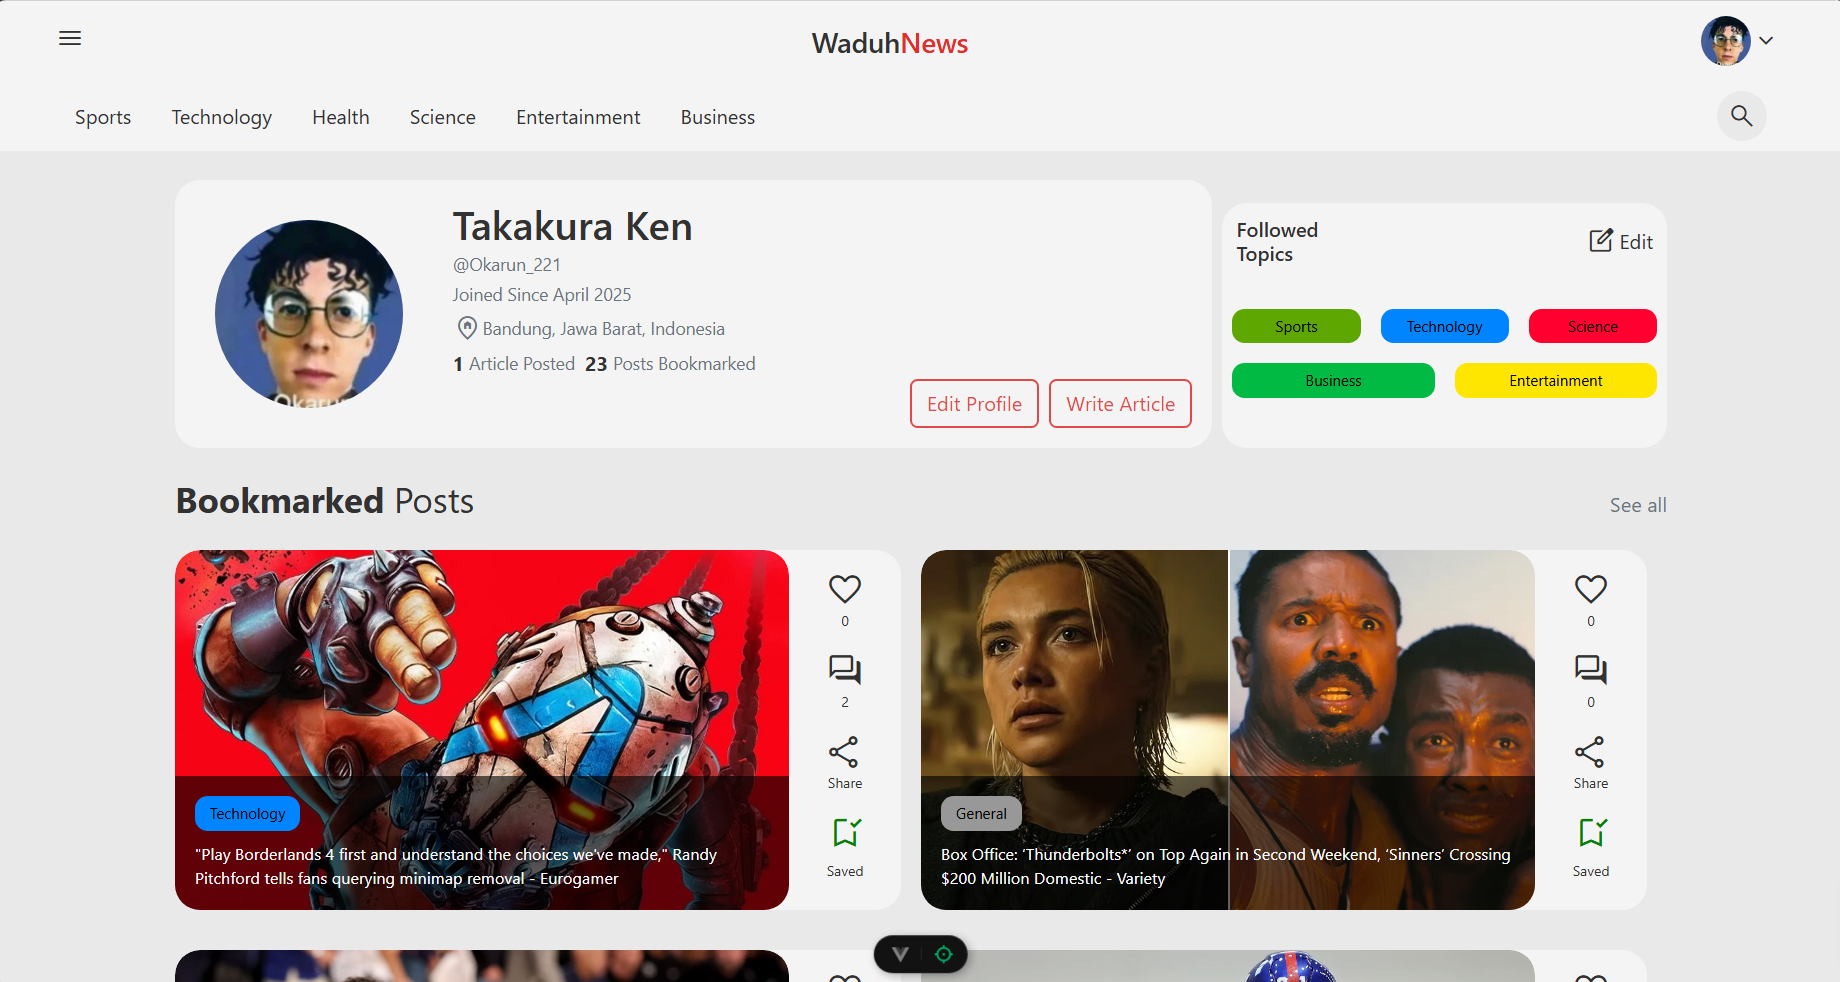 WaduhNews
Sports Technology Health Science Entertainment Business
Takakura Ken
@Okarun_221
Joined Since April 2025
Bandung, Jawa Barat, Indonesia
1 Article Posted 23 Posts Bookmarked
Edit Profile Write Article
Followed
Topics
Edit
Sports Technology Science
Business Entertainment
Bookmarked Posts
See all
0
2
Share
Saved
Technology
"Play Borderlands 4 first and understand the choices we've made," Randy
Pitchford tells fans querying minimap removal - Eurogamer
0
0
Share
Saved
General
Box Office: ‘Thunderbolts*’ on Top Again in Second Weekend, ‘Sinners’ Crossing
$200 Million Domestic - Variety